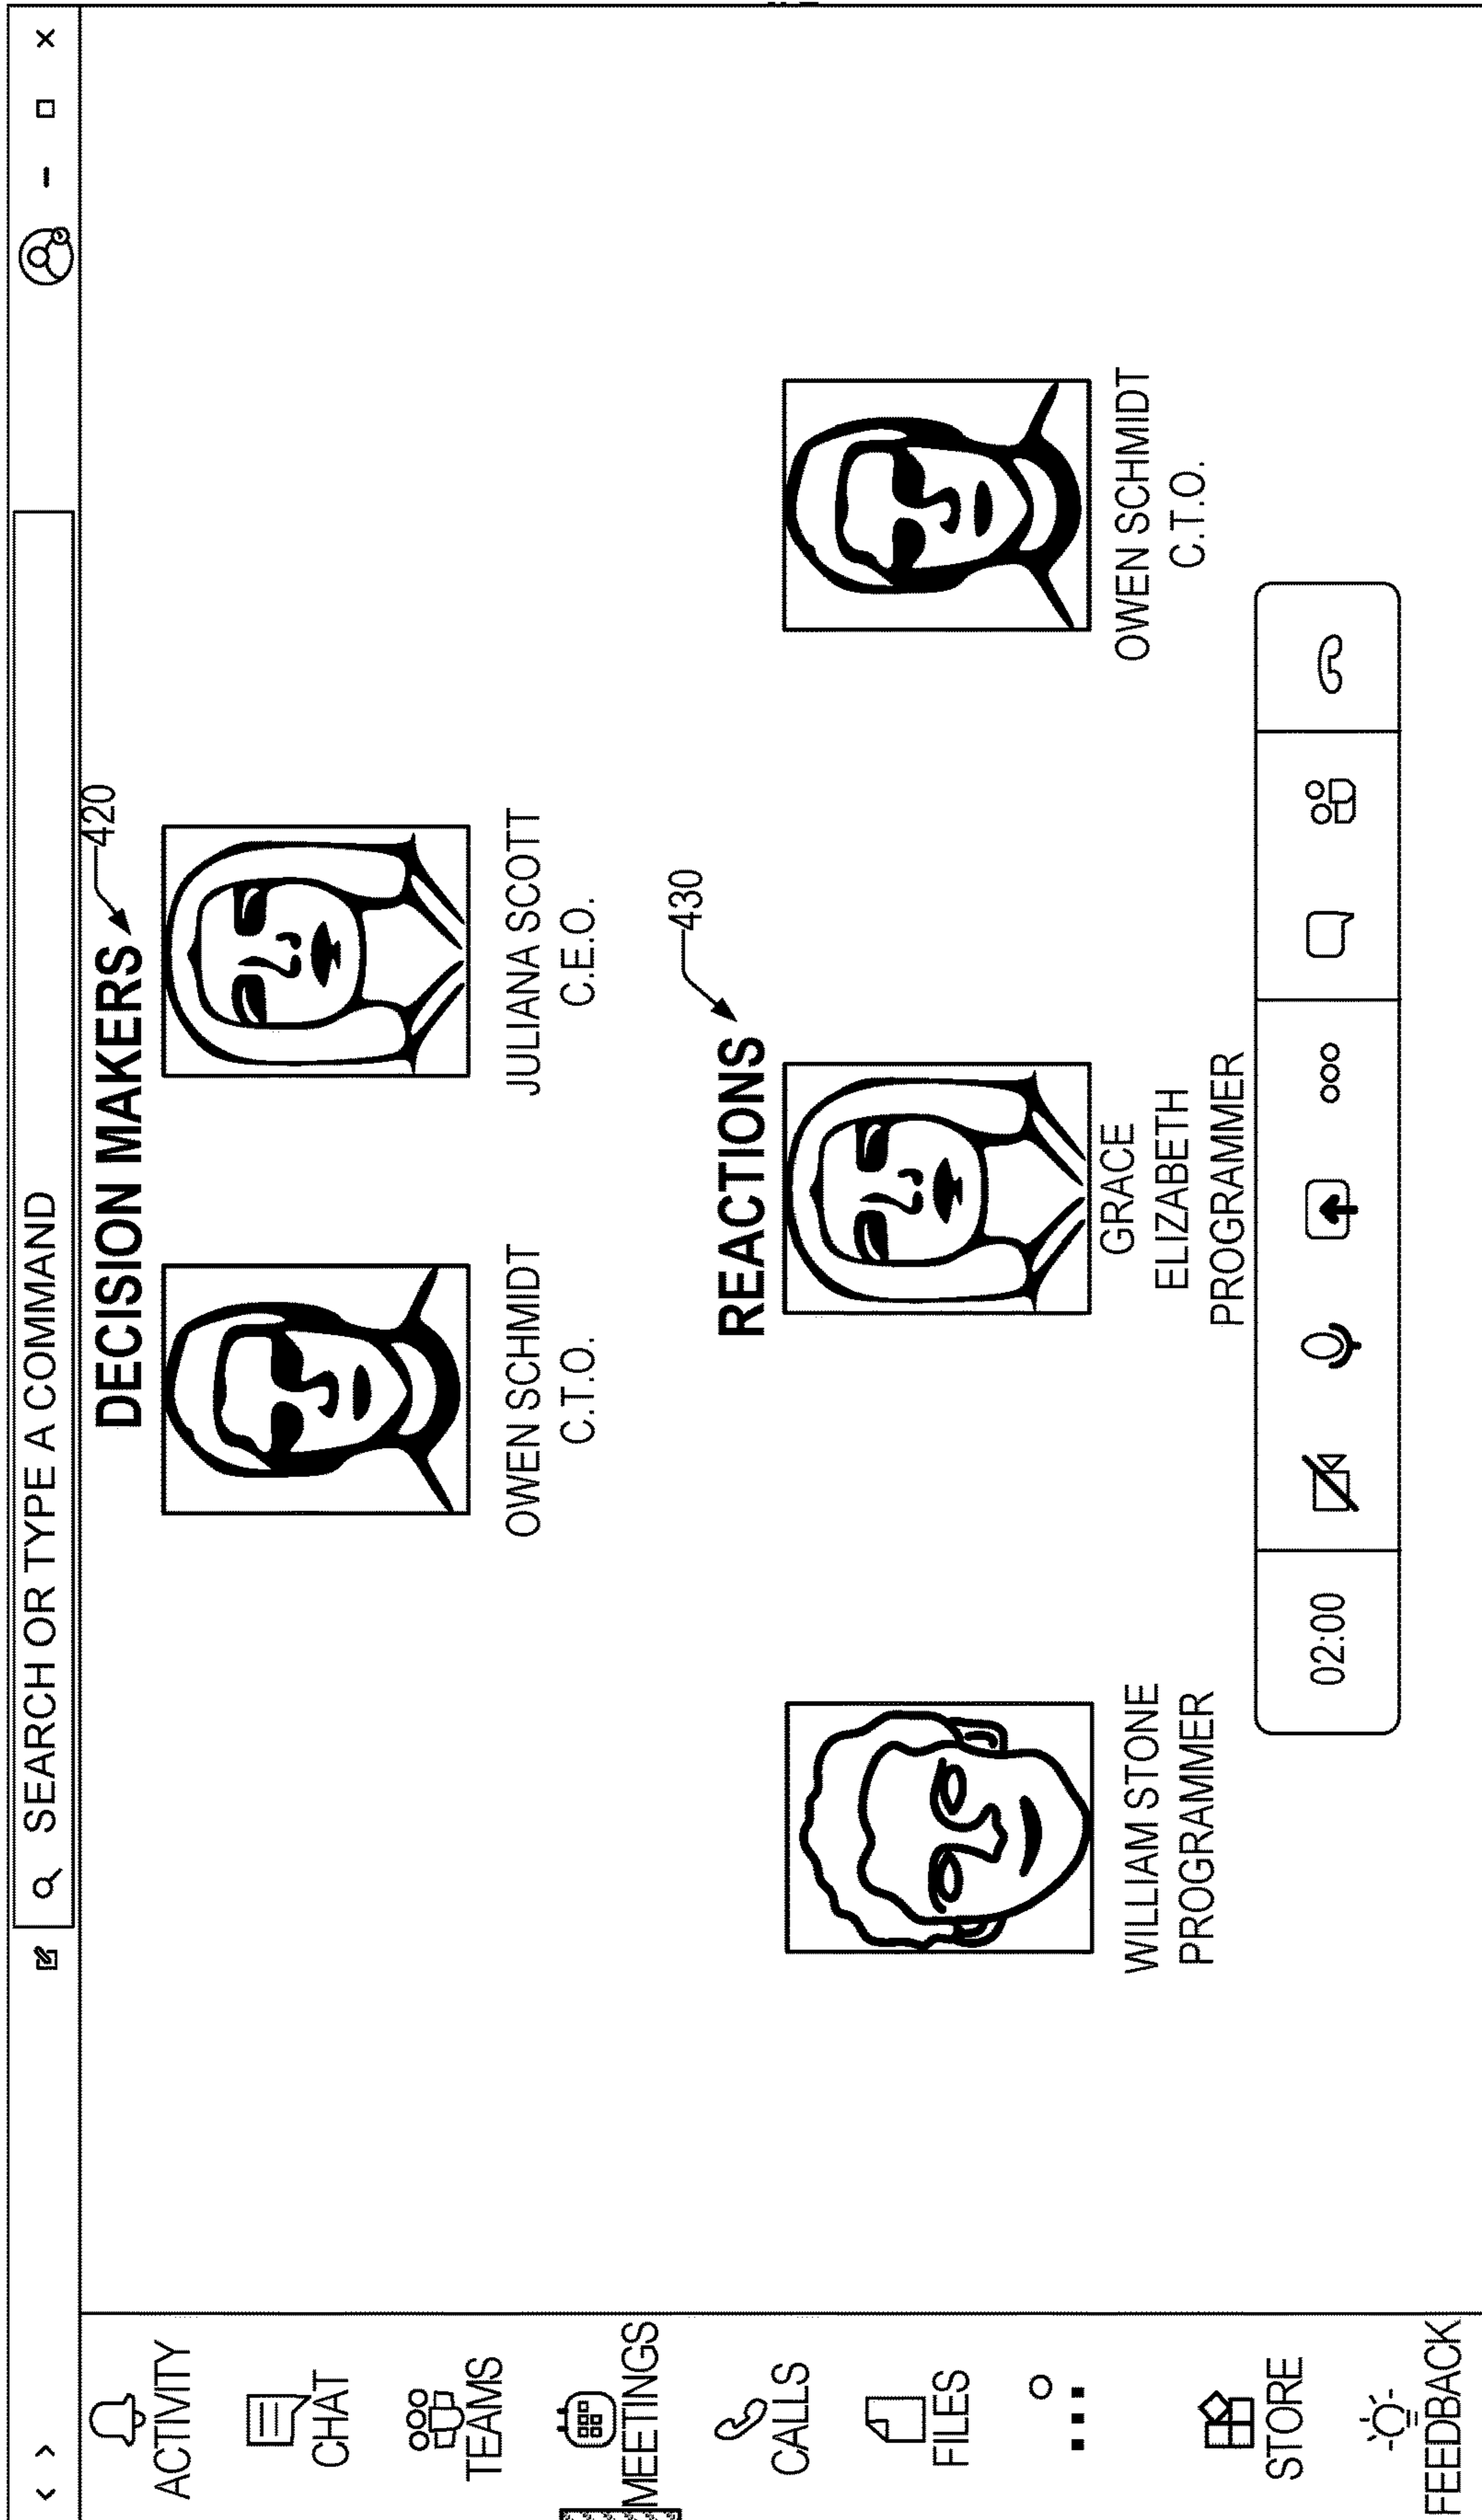 SEARCH OR TYPE A COMMAND
ACTIVITY
CHAT
TEAMS
MEETINGS
CALLS
FILES
STORE
FEEDBACK
DECISION MAKERS
420
OWEN SCHMIDT
C.T.O.
JULIANA SCOTT
C.E.O.
REACTIONS
430
WILLIAM STONE
PROGRAMMER
GRACE
ELIZABETH
PROGRAMMER
OWEN SCHMIDT
C.T.O.
02:00